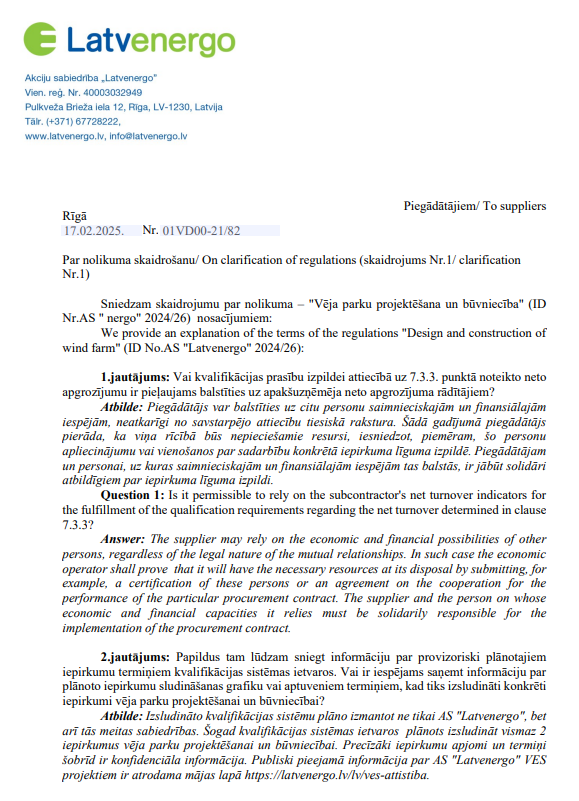 Latvenergo
Akciju sabiedrība „Latvenergo"
Vien. reģ. Nr. 40003032949
Pulkveža Brieža iela 12, Rīga, LV-1230, Latvija
Tālr. (+371) 67728222,
www.latvenergo.lv, info@latvenergo.lv
Piegādātājiem/ To suppliers
Rīgā
17.02.2025. Nr. 01VD00-21/82
Par nolikuma skaidrošanu/ On clarification of regulations (skaidrojums Nr.1/ clarification
Nr.1)
Sniedzam skaidrojumu par nolikuma – "Vēja parku projektēšana un būvniecība" (ID
Nr.AS " nergo" 2024/26) nosacījumiem:
We provide an explanation of the terms of the regulations "Design and construction of
wind farm" (ID No.AS "Latvenergo" 2024/26):
1.jautājums: Vai kvalifikācijas prasību izpildei attiecībā uz 7.3.3. punktā noteikto neto
apgrozījumu ir pieļaujams balstīties uz apakšuzņēmēja neto apgrozījuma rādītājiem?
Atbilde: Piegādātājs var balstīties uz citu personu saimnieciskajām un finansiālajām
iespējām, neatkarīgi no savstarpējo attiecību tiesiskā rakstura. Šādā gadījumā piegādātājs
pierāda, ka viņa rīcībā būs nepieciešamie resursi, iesniedzot, piemēram, šo personu
apliecinājumu vai vienošanos par sadarbību konkrētā iepirkuma līguma izpildē. Piegādātājam
un personai, uz kuras saimnieciskajām un finansiālajām iespējām tas balstās, ir jābūt solidāri
atbildīgiem par iepirkuma līguma izpildi.
Question 1: Is it permissible to rely on the subcontractor's net turnover indicators for
the fulfillment of the qualification requirements regarding the net turnover determined in clause
7.3.3?
Answer: The supplier may rely on the economic and financial possibilities of other
persons, regardless of the legal nature of the mutual relationships. In such case the economic
operator shall prove that it will have the necessary resources at its disposal by submitting, for
example, a certification of these persons or an agreement on the cooperation for the
performance of the particular procurement contract. The supplier and the person on whose
economic and financial capacities it relies must be solidarily responsible for the
implementation of the procurement contract.
2.jautājums: Papildus tam lūdzam sniegt informāciju par provizoriski plānotajiem
iepirkumu termiņiem kvalifikācijas sistēmas ietvaros. Vai ir iespējams saņemt informāciju par
plānoto iepirkumu sludināšanas grafiku vai aptuveniem termiņiem, kad tiks izsludināti konkrēti
iepirkumi vēja parku projektēšanai un būvniecībai?
Atbilde: Izsludināto kvalifikācijas sistēmu plāno izmantot ne tikai AS "Latvenergo", bet
arī tās meitas sabiedrības. Šogad kvalifikācijas sistēmas ietvaros plānots izsludināt vismaz 2
iepirkumus vēja parku projektēšanai un būvniecībai. Precīzāki iepirkumu apjomi un termiņi
šobrīd ir konfidenciāla informācija. Publiski pieejamā informācija par AS "Latvenergo" VES
projektiem ir atrodama mājas lapā https://latvenergo.lv/lv/ves-attistiba.